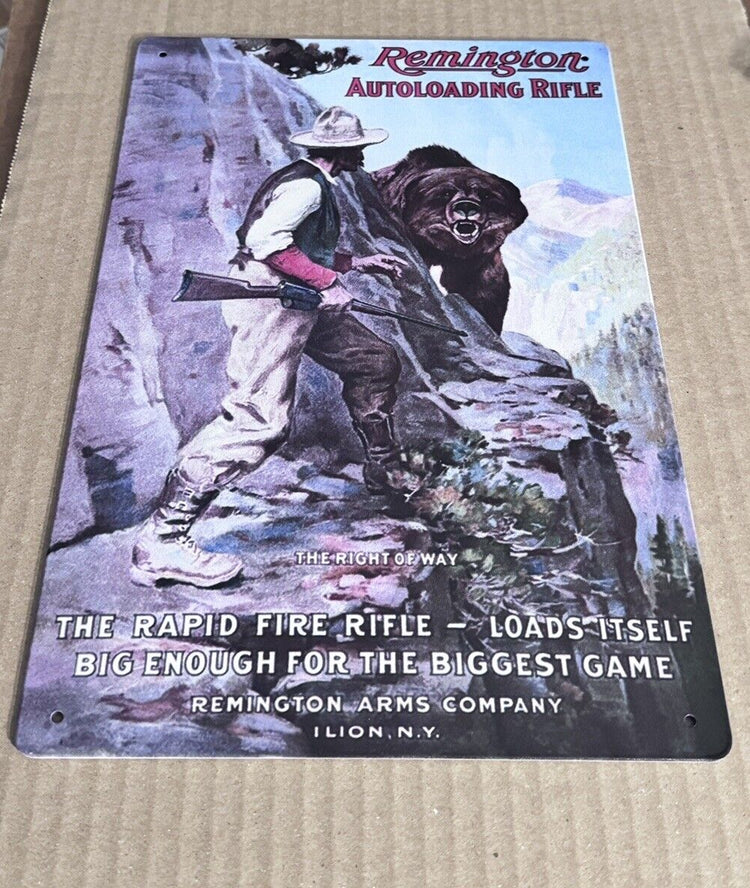 Remington
AUTOLOADING RIFLE
THE RIGHT OF WAY
THE RAPID FIRE RIFLE - LOADS ITSELF
BIG ENOUGH FOR THE BIGGEST GAME
REMINGTON ARMS COMPANY
ILION, N.Y.